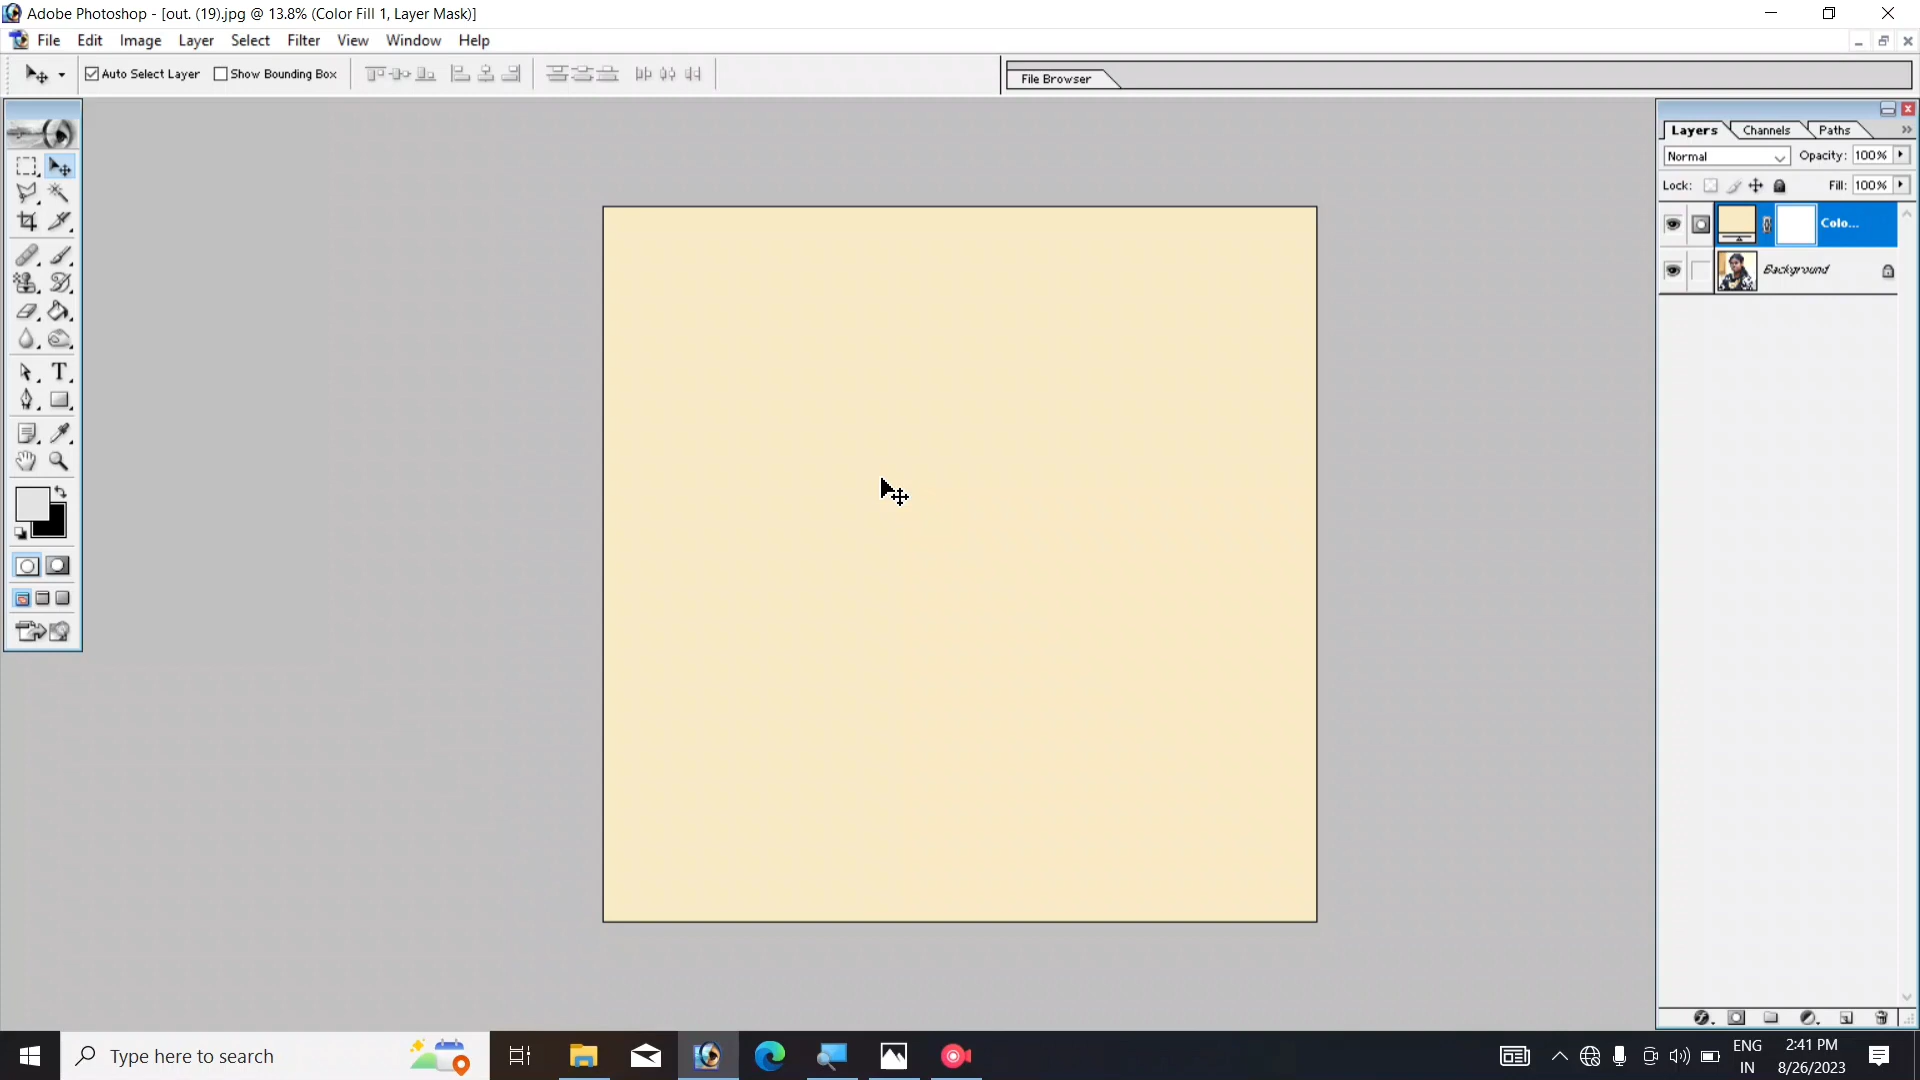 Adobe Photoshop - [out. (19).jpg @ 13.8% (Color Fill 1, Layer Mask)]
File Edit Image Layer Select Filter View Window Help
Auto Select Layer Show Bounding Box File Browser
Layers Channels Paths
Normal Opacity: 100%
Lock: Fill: 100%
Colo...
Background
T
Type here to search
ENG
IN
2:41 PM
8/26/2023